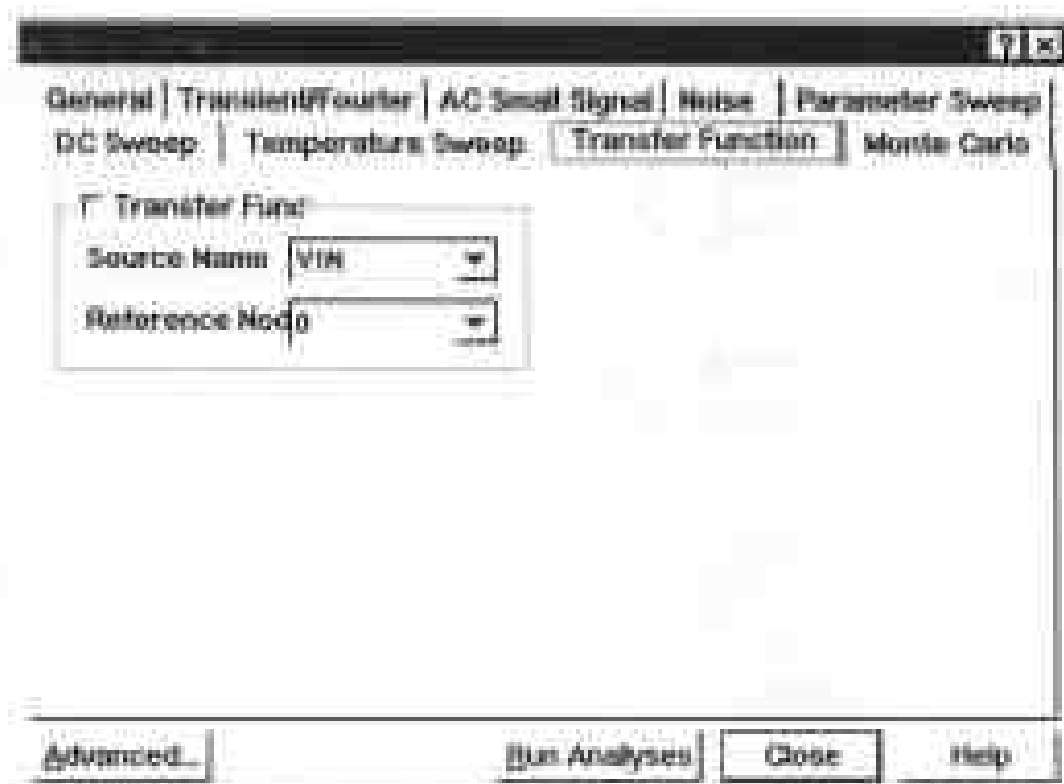 General Transient/Fourier AC Small Signal Noise Parameter Sweep
DC Sweep Temperature Sweep Transfer Function Monte Carlo
Transfer Func
Source Name VIN
Reference Nod 0
Advanced... Run Analyses Close Help